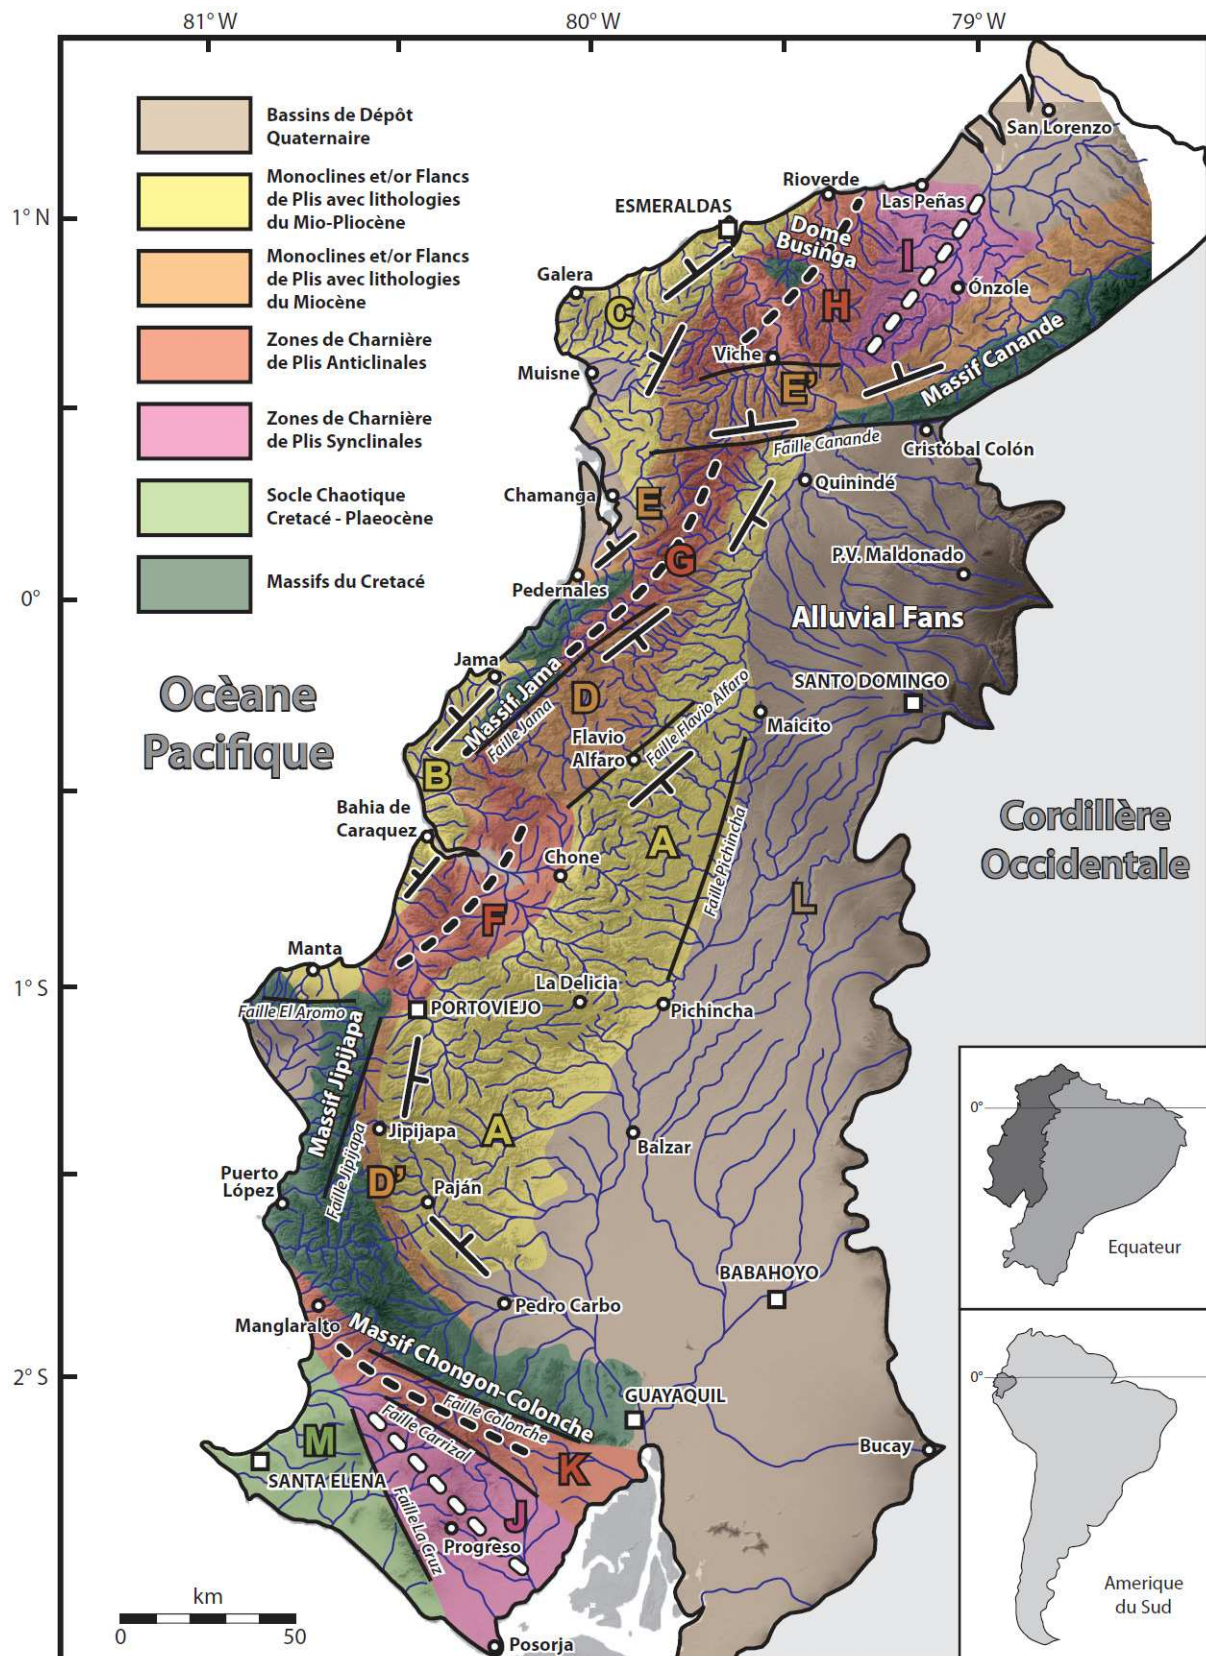 81° W
80° W
79° W
1° N
0°
1° S
2° S
Bassins de Dépôt
Quaternaire
Monoclines et/or Flancs
de Plis avec lithologies
du Mio-Pliocène
Monoclines et/or Flancs
de Plis avec lithologies
du Miocène
Zones de Charnière
de Plis Anticlinales
Zones de Charnière
de Plis Synclinales
Socle Chaotique
Cretacé - Plaeocène
Massifs du Cretacé
San Lorenzo
Rioverde
Las Peñas
ESMERALDAS
Dome
Businga
I
Galera
Ónzole
C
H
Viche
Massif Canande
Muisne
E'
Faille Canande
Cristóbal Colón
Quinindé
Chamanga
E
G
P.V. Maldonado
Pedernales
Alluvial Fans
Jama
Massif Jama
Faille Jama
D
SANTO DOMINGO
Ocèane
Pacifique
Faille Flavio Alfaro
Maicito
Flavio
Alfaro
B
Bahia de
Caraquez
Cordillère
Occidentale
A
Faille Pichincha
Chone
L
F
Manta
La Delicia
Faille El Aromo
PORTOVIEJO
Pichincha
Massif Jipijapa
Faille Jipijapa
Jipijapa
A
Balzar
Puerto
López
D'
Paján
0°
Equateur
BABAHOYO
Pedro Carbo
Manglaralto
Massif Chongon-Colonche
Faille Colonche
Faille Carrizal
GUAYAQUIL
0°
M
Bucay
SANTA ELENA
K
Faille La Cruz
J
Progreso
km
0
50
Posorja
Amerique
du Sud